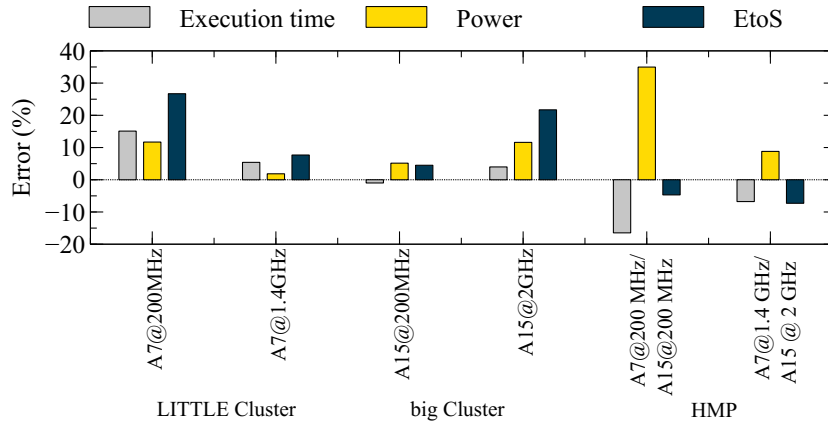 Execution time Power EtoS
Error (%)
40
30
20
10
0
−10
−20
A7@200MHz
A7@1.4GHz
A15@200MHz
A15@2GHz
A7@200 MHz/
A15@200 MHz
A7@1.4 GHz/
A15 @ 2 GHz
LITTLE Cluster big Cluster HMP